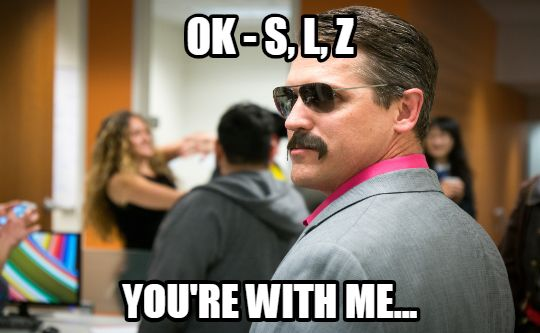 OK - S, L, Z
YOU'RE WITH ME...